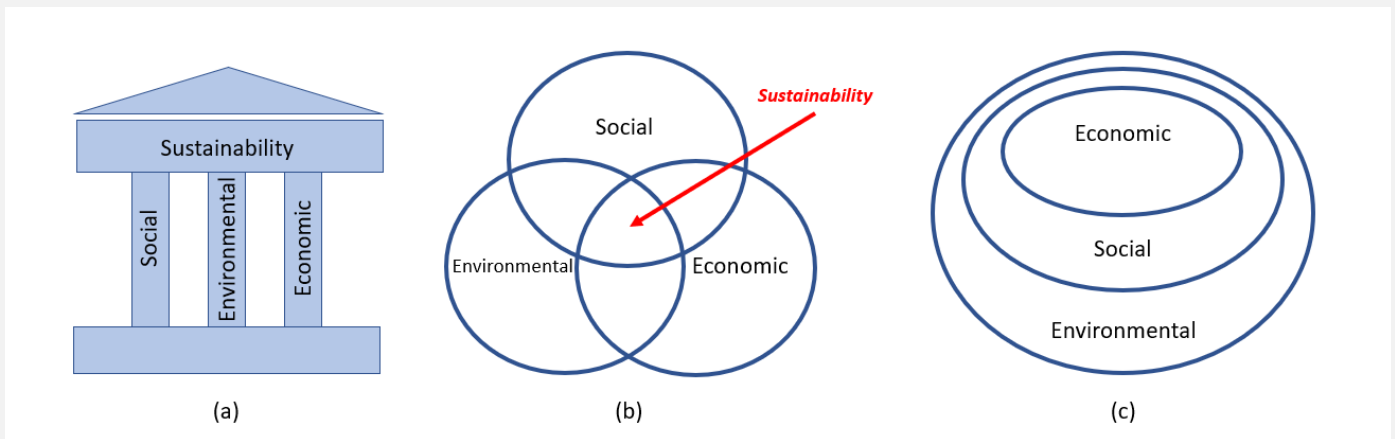 Sustainability
Social
Environmental
Economic
(a)
Sustainability
Social
Environmental
Economic
(b)
Economic
Social
Environmental
(c)